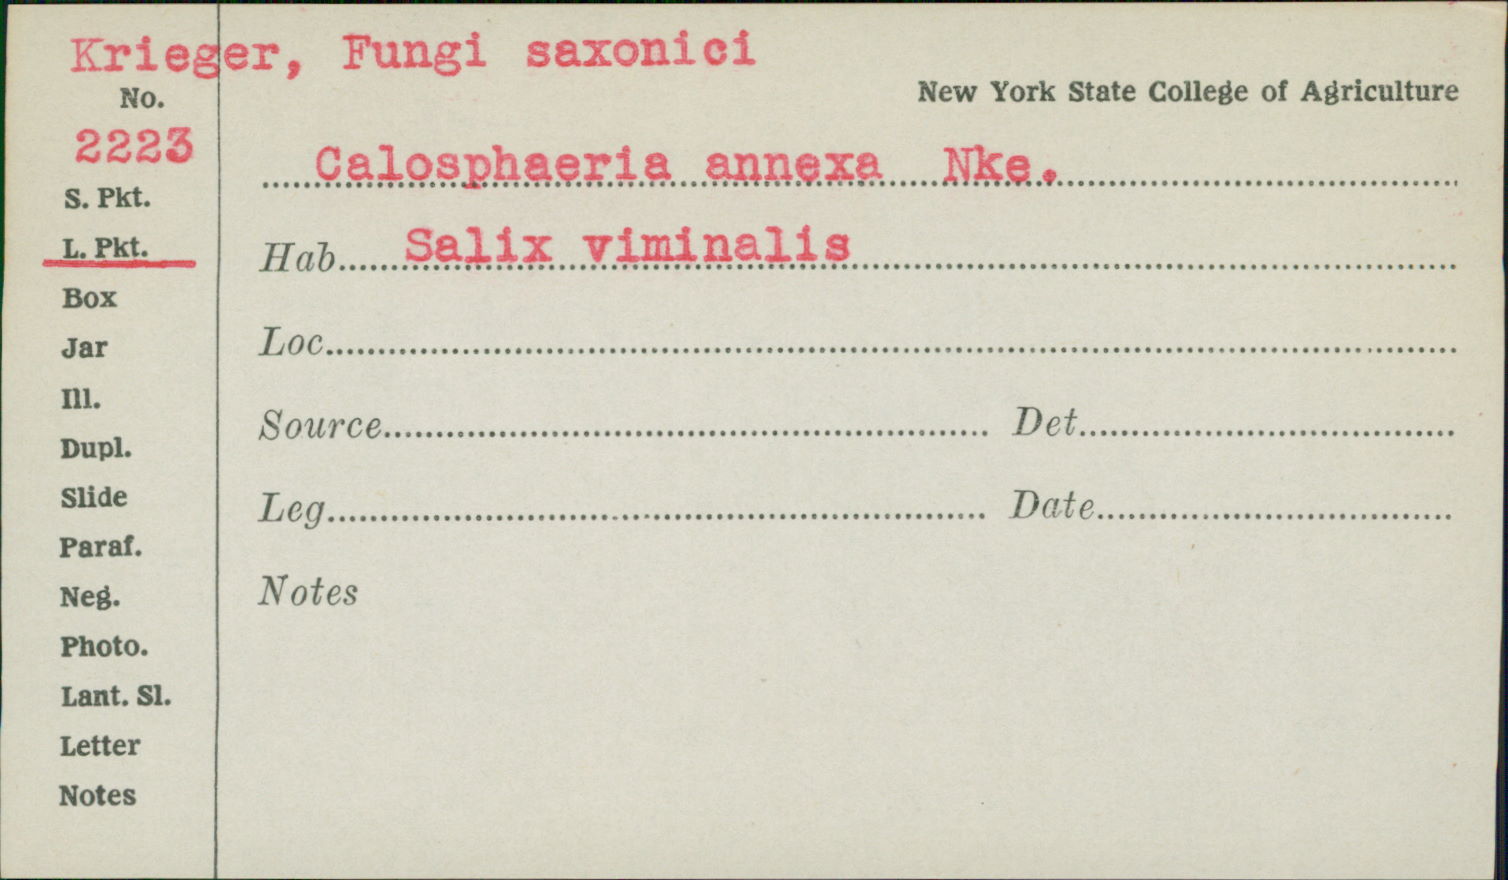 Krieger, Fungi saxonici
New York State College of Agriculture
No.
2223
Calosphaeria annexa Nke.
S. Pkt.
L. Pkt.
Hab. Salix viminalis
Box
Jar
Loc.
Ill.
Source
Det.
Dupl.
Slide
Leg.
Date
Paraf.
Neg.
Notes
Photo.
Lant. Sl.
Letter
Notes